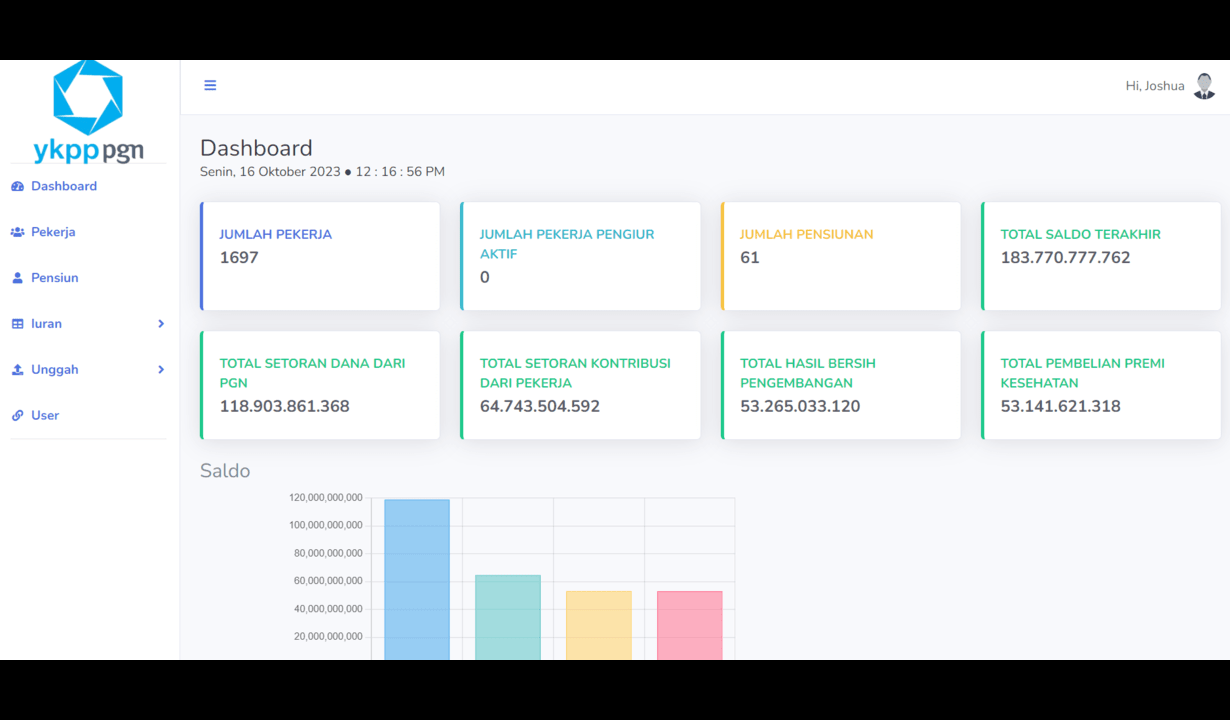 ykpp pgn
Hi, Joshua
Dashboard
Pekerja
Pensiun
Iuran
Unggah
User
Dashboard
Senin, 16 Oktober 2023 ● 12 : 16 : 56 PM
JUMLAH PEKERJA
1697
JUMLAH PEKERJA PENGIUR
AKTIF
0
JUMLAH PENSIUNAN
61
TOTAL SALDO TERAKHIR
183.770.777.762
TOTAL SETORAN DANA DARI
PGN
118.903.861.368
TOTAL SETORAN KONTRIBUSI
DARI PEKERJA
64.743.504.592
TOTAL HASIL BERSIH
PENGEMBANGAN
53.265.033.120
TOTAL PEMBELIAN PREMI
KESEHATAN
53.141.621.318
Saldo
120,000,000,000
100,000,000,000
80,000,000,000
60,000,000,000
40,000,000,000
20,000,000,000